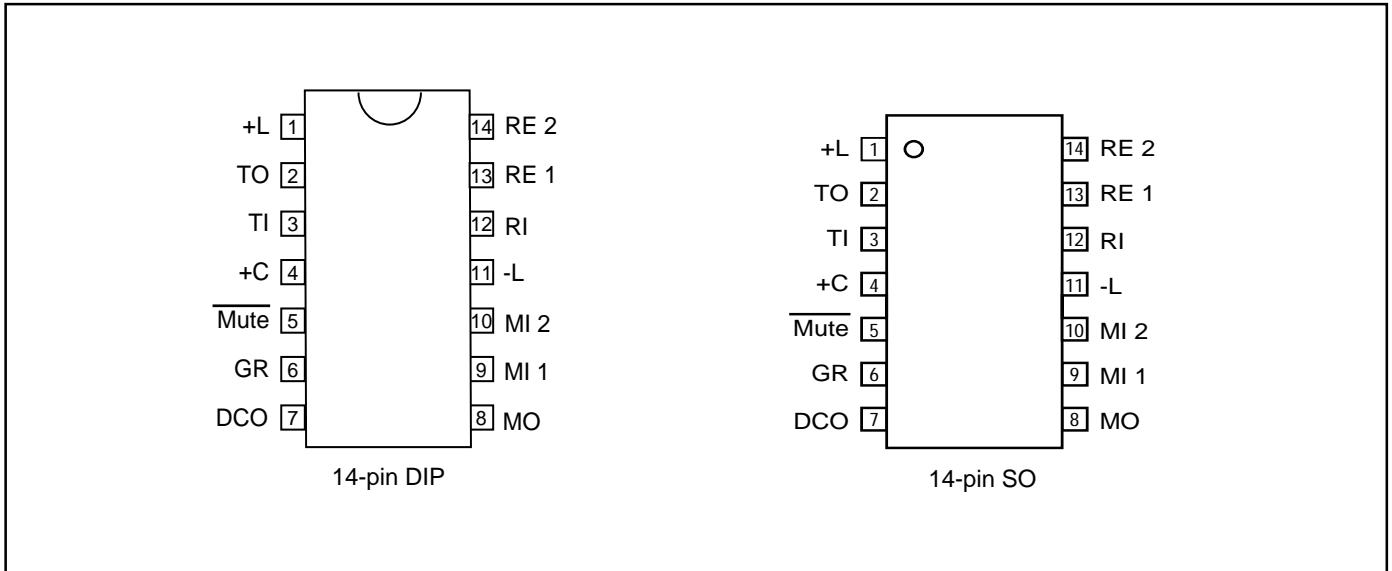 +L 1 14 RE 2
TO 2 13 RE 1
TI 3 12 RI
+C 4 11 -L
Mute 5 10 MI 2
GR 6 9 MI 1
DCO 7 8 MO
14-pin DIP
+L 1 14 RE 2
TO 2 13 RE 1
TI 3 12 RI
+C 4 11 -L
Mute 5 10 MI 2
GR 6 9 MI 1
DCO 7 8 MO
14-pin SO